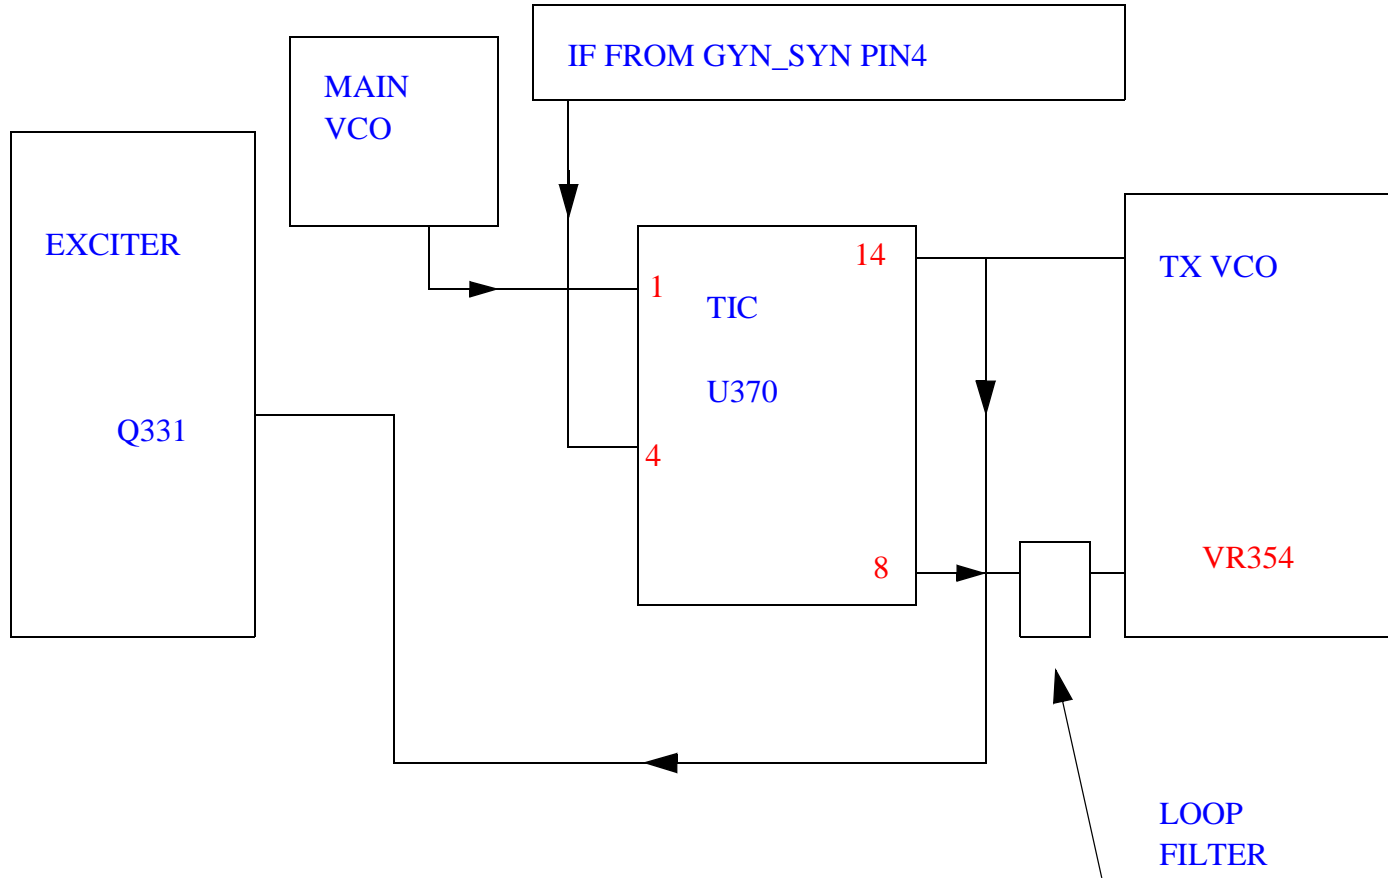 IF FROM GYN_SYN PIN4
MAIN
VCO
EXCITER
14
TX VCO
1
TIC
U370
Q331
4
8
VR354
LOOP
FILTER